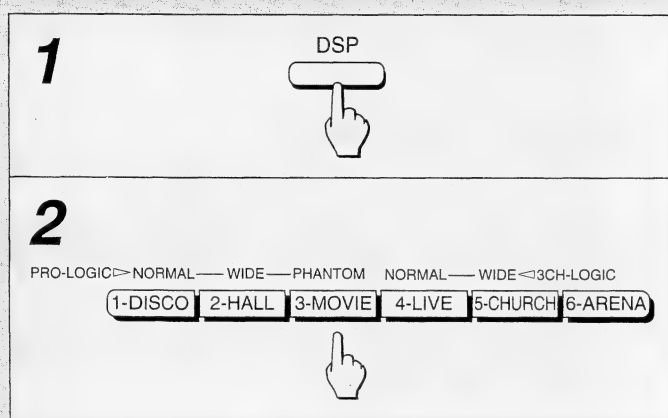 1
DSP
2
PRO-LOGIC▷NORMAL — WIDE — PHANTOM NORMAL — WIDE ◁3CH-LOGIC
1-DISCO 2-HALL 3-MOVIE 4-LIVE 5-CHURCH 6-ARENA